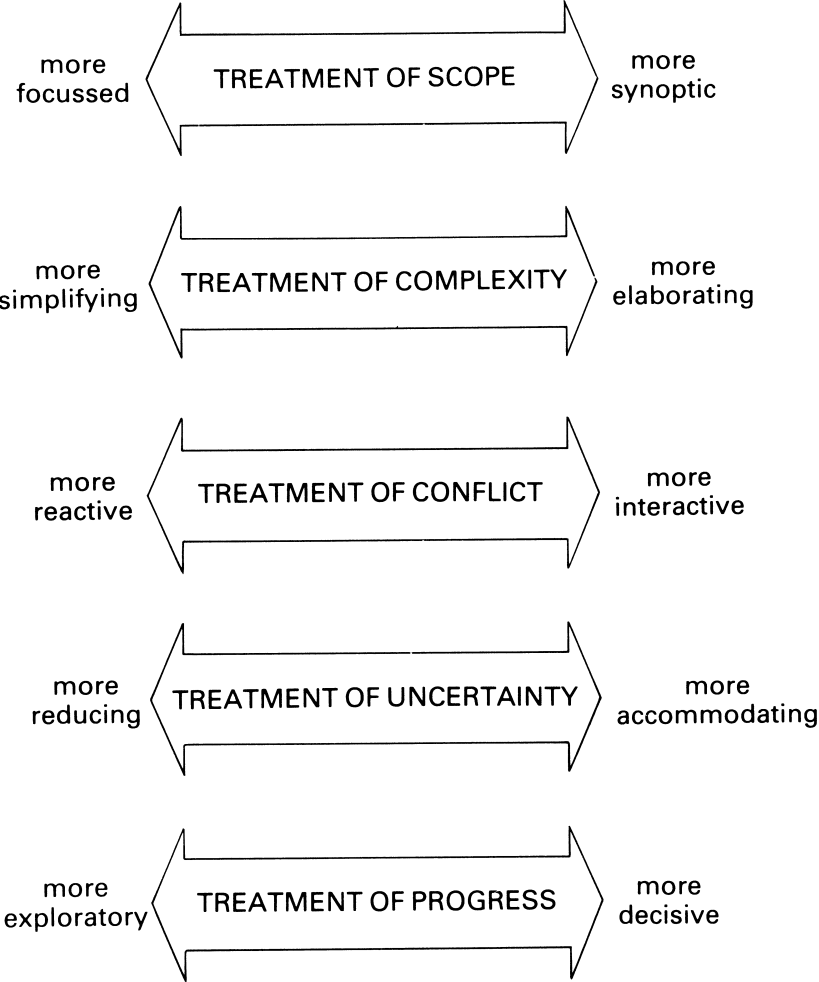 more
focussed
TREATMENT OF SCOPE
more
synoptic
more
simplifying
TREATMENT OF COMPLEXITY
more
elaborating
more
reactive
TREATMENT OF CONFLICT
more
interactive
more
reducing
TREATMENT OF UNCERTAINTY
more
accommodating
more
exploratory
TREATMENT OF PROGRESS
more
decisive